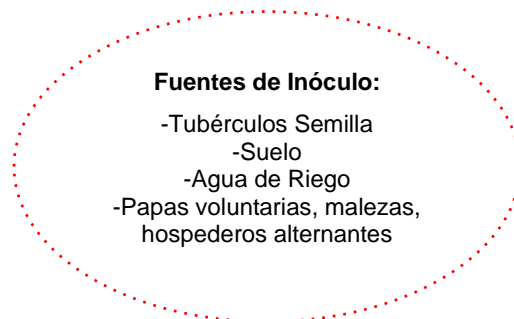 Fuentes de Inóculo:
-Tubérculos Semilla
-Suelo
-Agua de Riego
-Papas voluntarias, malezas,
hospederos alternantes